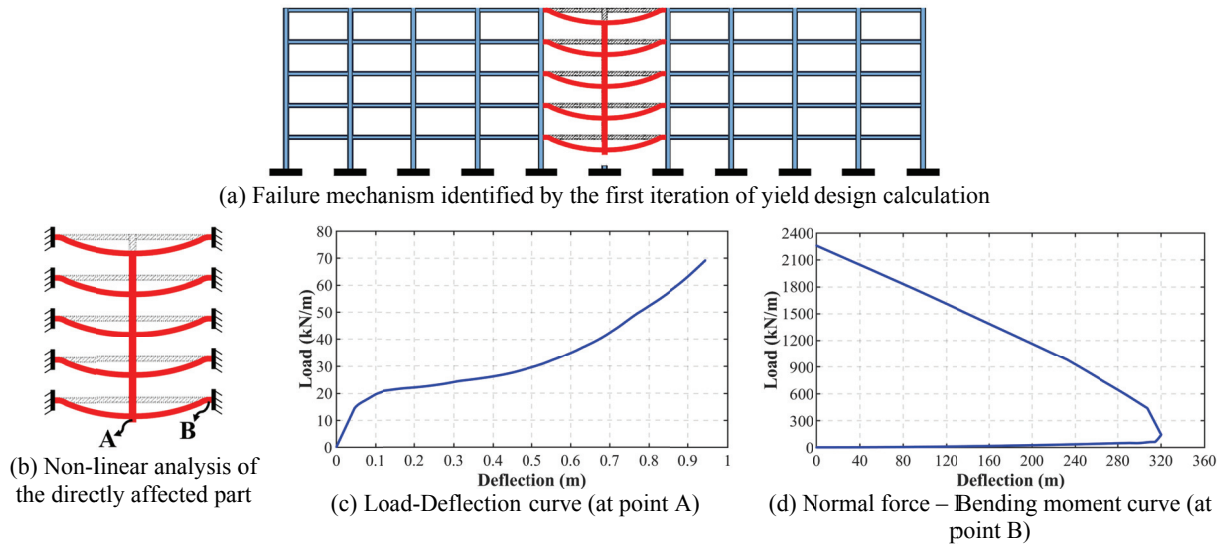 (a) Failure mechanism identified by the first iteration of yield design calculation
A
B
(b) Non-linear analysis of
the directly affected part
Load (kN/m)
80
70
60
50
40
30
20
10
0
0 0.1 0.2 0.3 0.4 0.5 0.6 0.7 0.8 0.9 1
Deflection (m)
(c) Load-Deflection curve (at point A)
Load (kN/m)
2400
2100
1800
1500
1200
900
600
300
0
0 40 80 120 160 200 240 280 320 360
Deflection (m)
(d) Normal force – Bending moment curve (at
point B)